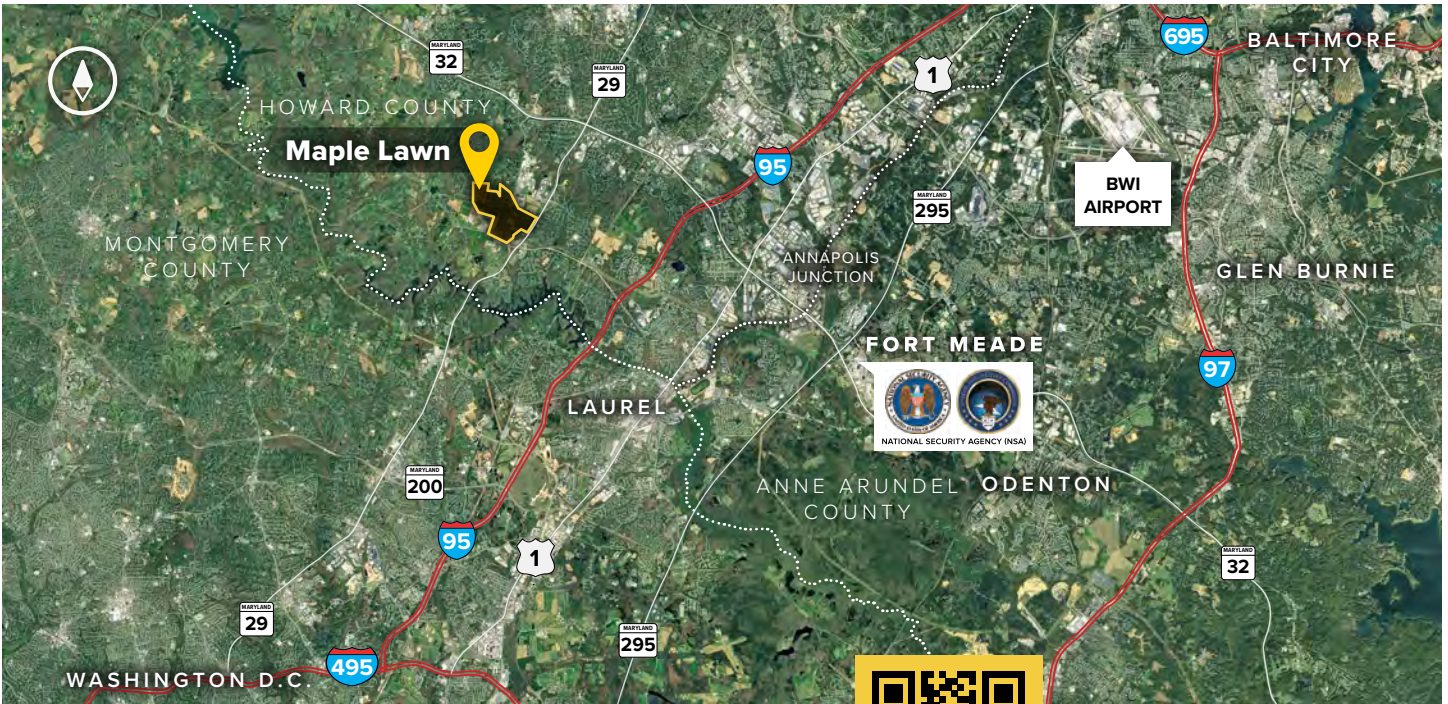 MARYLAND
32
MARYLAND
29
1
695
BALTIMORE
CITY
HOWARD COUNTY
Maple Lawn
95
BWI
AIRPORT
MARYLAND
295
MONTGOMERY
COUNTY
ANNAPOLIS
JUNCTION
GLEN BURNIE
FORT MEADE
97
NATIONAL SECURITY AGENCY (NSA)
LAUREL
MARYLAND
200
ANNE ARUNDEL
COUNTY
ODENTON
95
1
MARYLAND
32
MARYLAND
29
MARYLAND
295
495
WASHINGTON D.C.